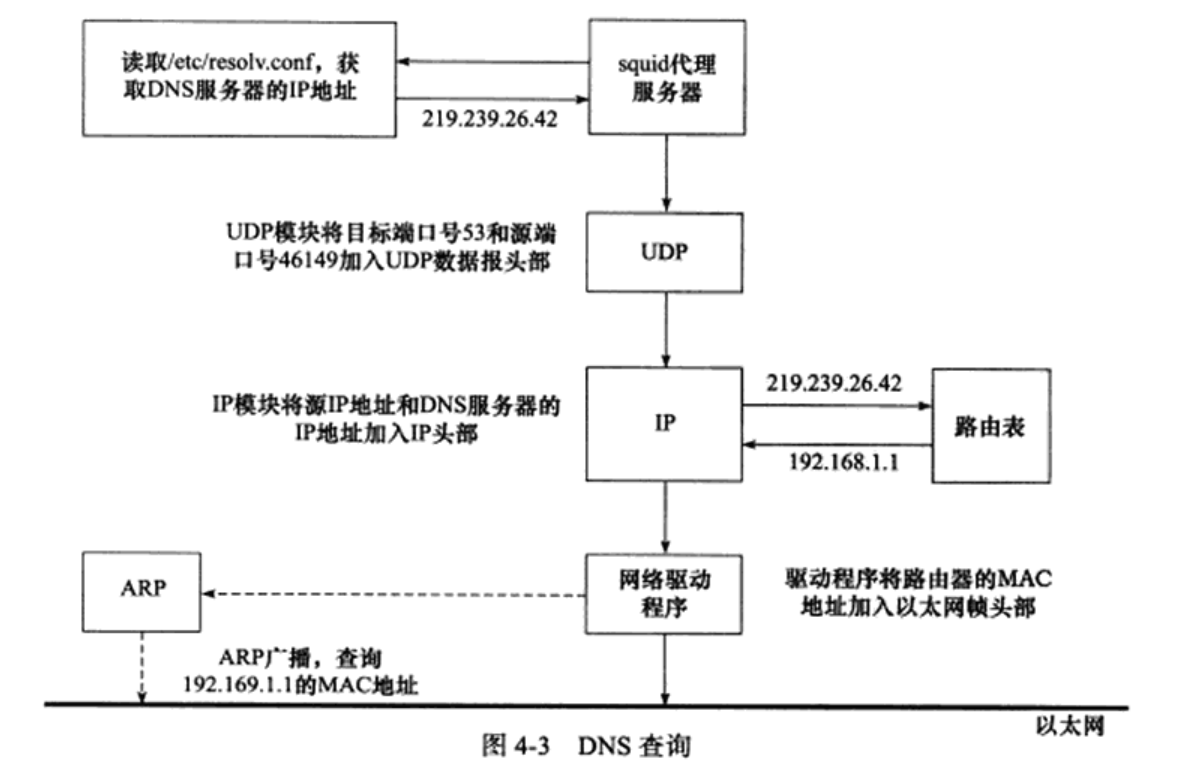 读取/etc/resolv.conf，获
取DNS服务器的IP地址
squid代理
服务器
219.239.26.42
UDP模块将目标端口号53和源端
口号46149加入UDP数据报头部
UDP
IP模块将源IP地址和DNS服务器的
IP地址加入IP头部
IP
219.239.26.42
192.168.1.1
路由表
ARP
网络驱动
程序
驱动程序将路由器的MAC
地址加入以太网帧头部
ARP广播，查询
192.169.1.1的MAC地址
以太网
图 4-3 DNS 查询